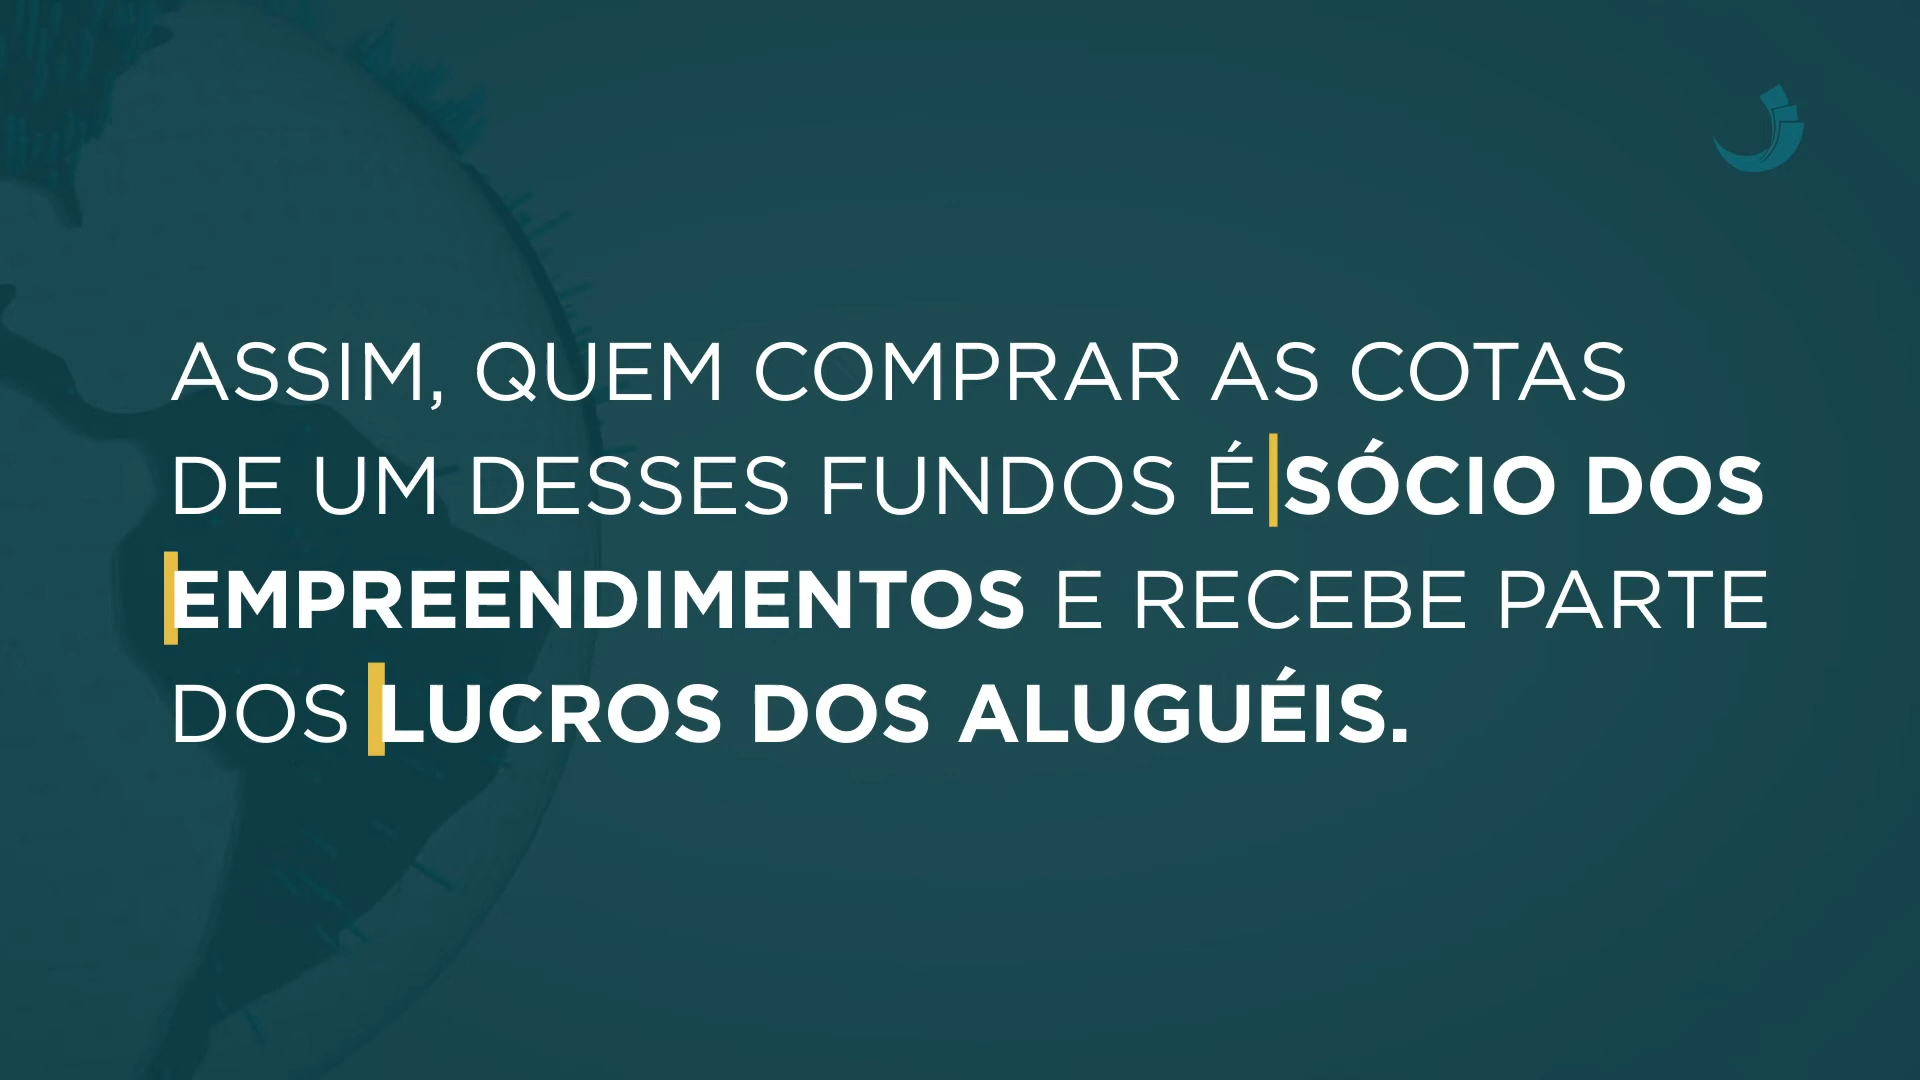 ASSIM, QUEM COMPRAR AS COTAS
DE UM DESSES FUNDOS É SÓCIO DOS
EMPREENDIMENTOS E RECEBE PARTE
DOS LUCROS DOS ALUGUÉIS.